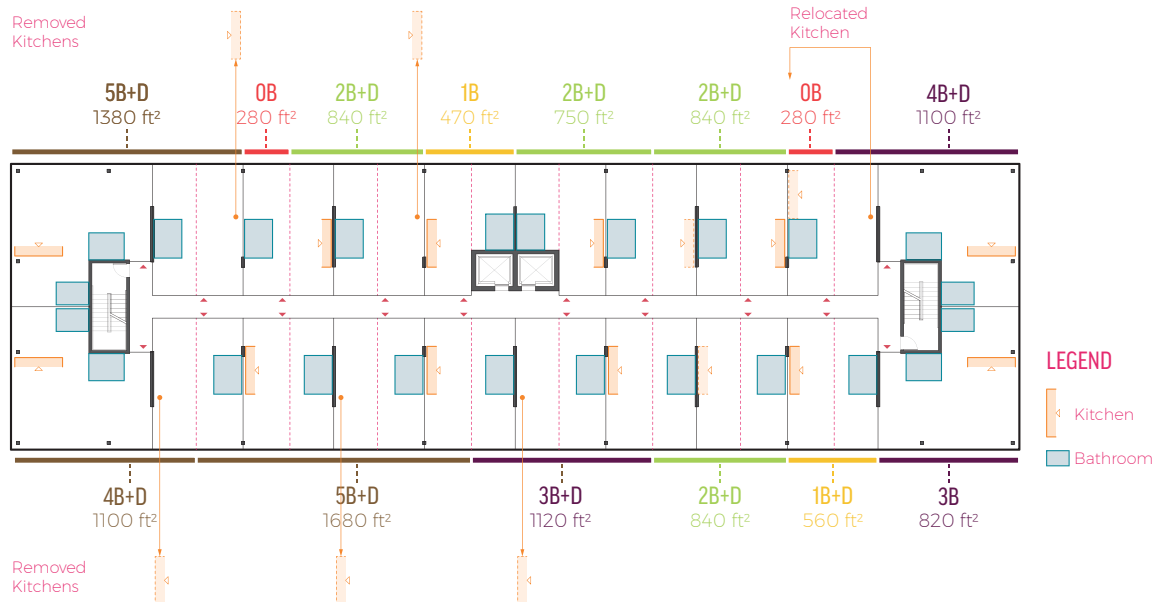 Removed
Kitchens
Relocated
Kitchen
5B+D
1380 ft²
0B
280 ft²
2B+D
840 ft²
1B
470 ft²
2B+D
750 ft²
2B+D
840 ft²
0B
280 ft²
4B+D
1100 ft²
LEGEND
Kitchen
Bathroom
4B+D
1100 ft²
5B+D
1680 ft²
3B+D
1120 ft²
2B+D
840 ft²
1B+D
560 ft²
3B
820 ft²
Removed
Kitchens